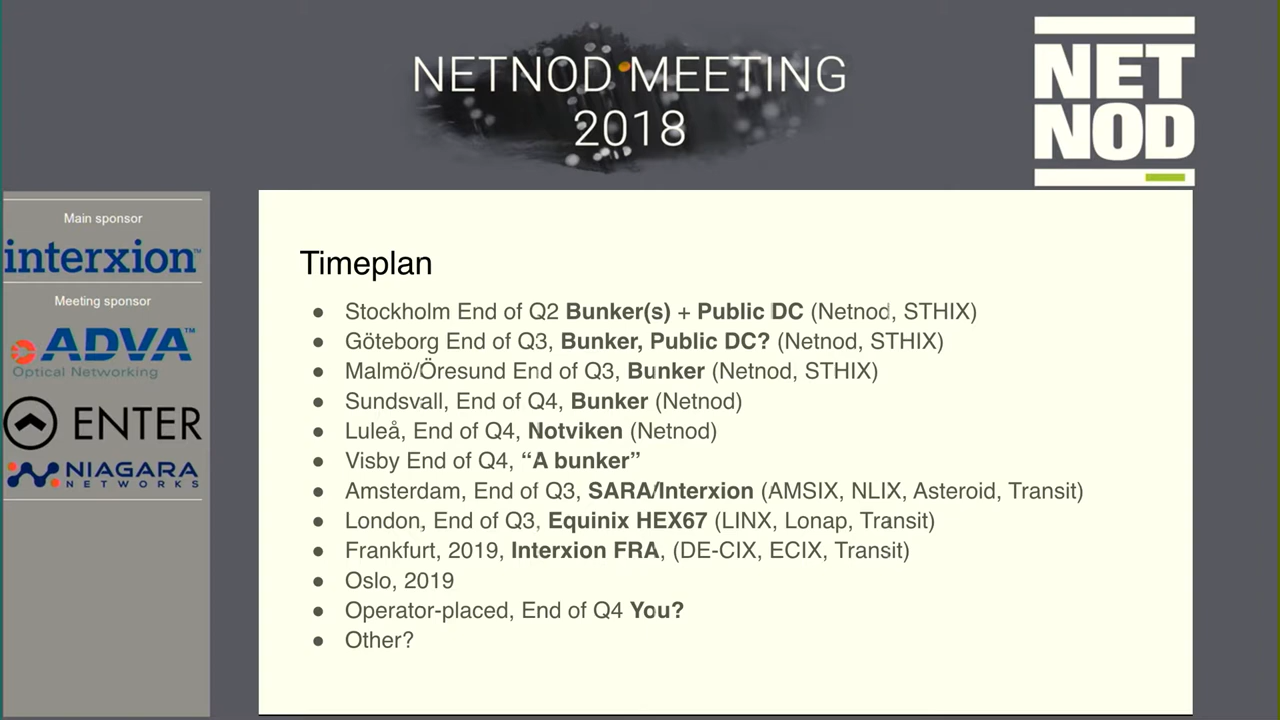 NETNOD MEETING
2018
NET
NOD
Main sponsor
interxion™
Meeting sponsor
ADVA™
Optical Networking
ENTER
NIAGARA
NETWORKS
Timeplan
● Stockholm End of Q2 Bunker(s) + Public DC (Netnod, STHIX)
● Göteborg End of Q3, Bunker, Public DC? (Netnod, STHIX)
● Malmö/Öresund End of Q3, Bunker (Netnod, STHIX)
● Sundsvall, End of Q4, Bunker (Netnod)
● Luleå, End of Q4, Notviken (Netnod)
● Visby End of Q4, “A bunker”
● Amsterdam, End of Q3, SARA/Interxion (AMSIX, NLIX, Asteroid, Transit)
● London, End of Q3, Equinix HEX67 (LINX, Lonap, Transit)
● Frankfurt, 2019, Interxion FRA, (DE-CIX, ECIX, Transit)
● Oslo, 2019
● Operator-placed, End of Q4 You?
● Other?